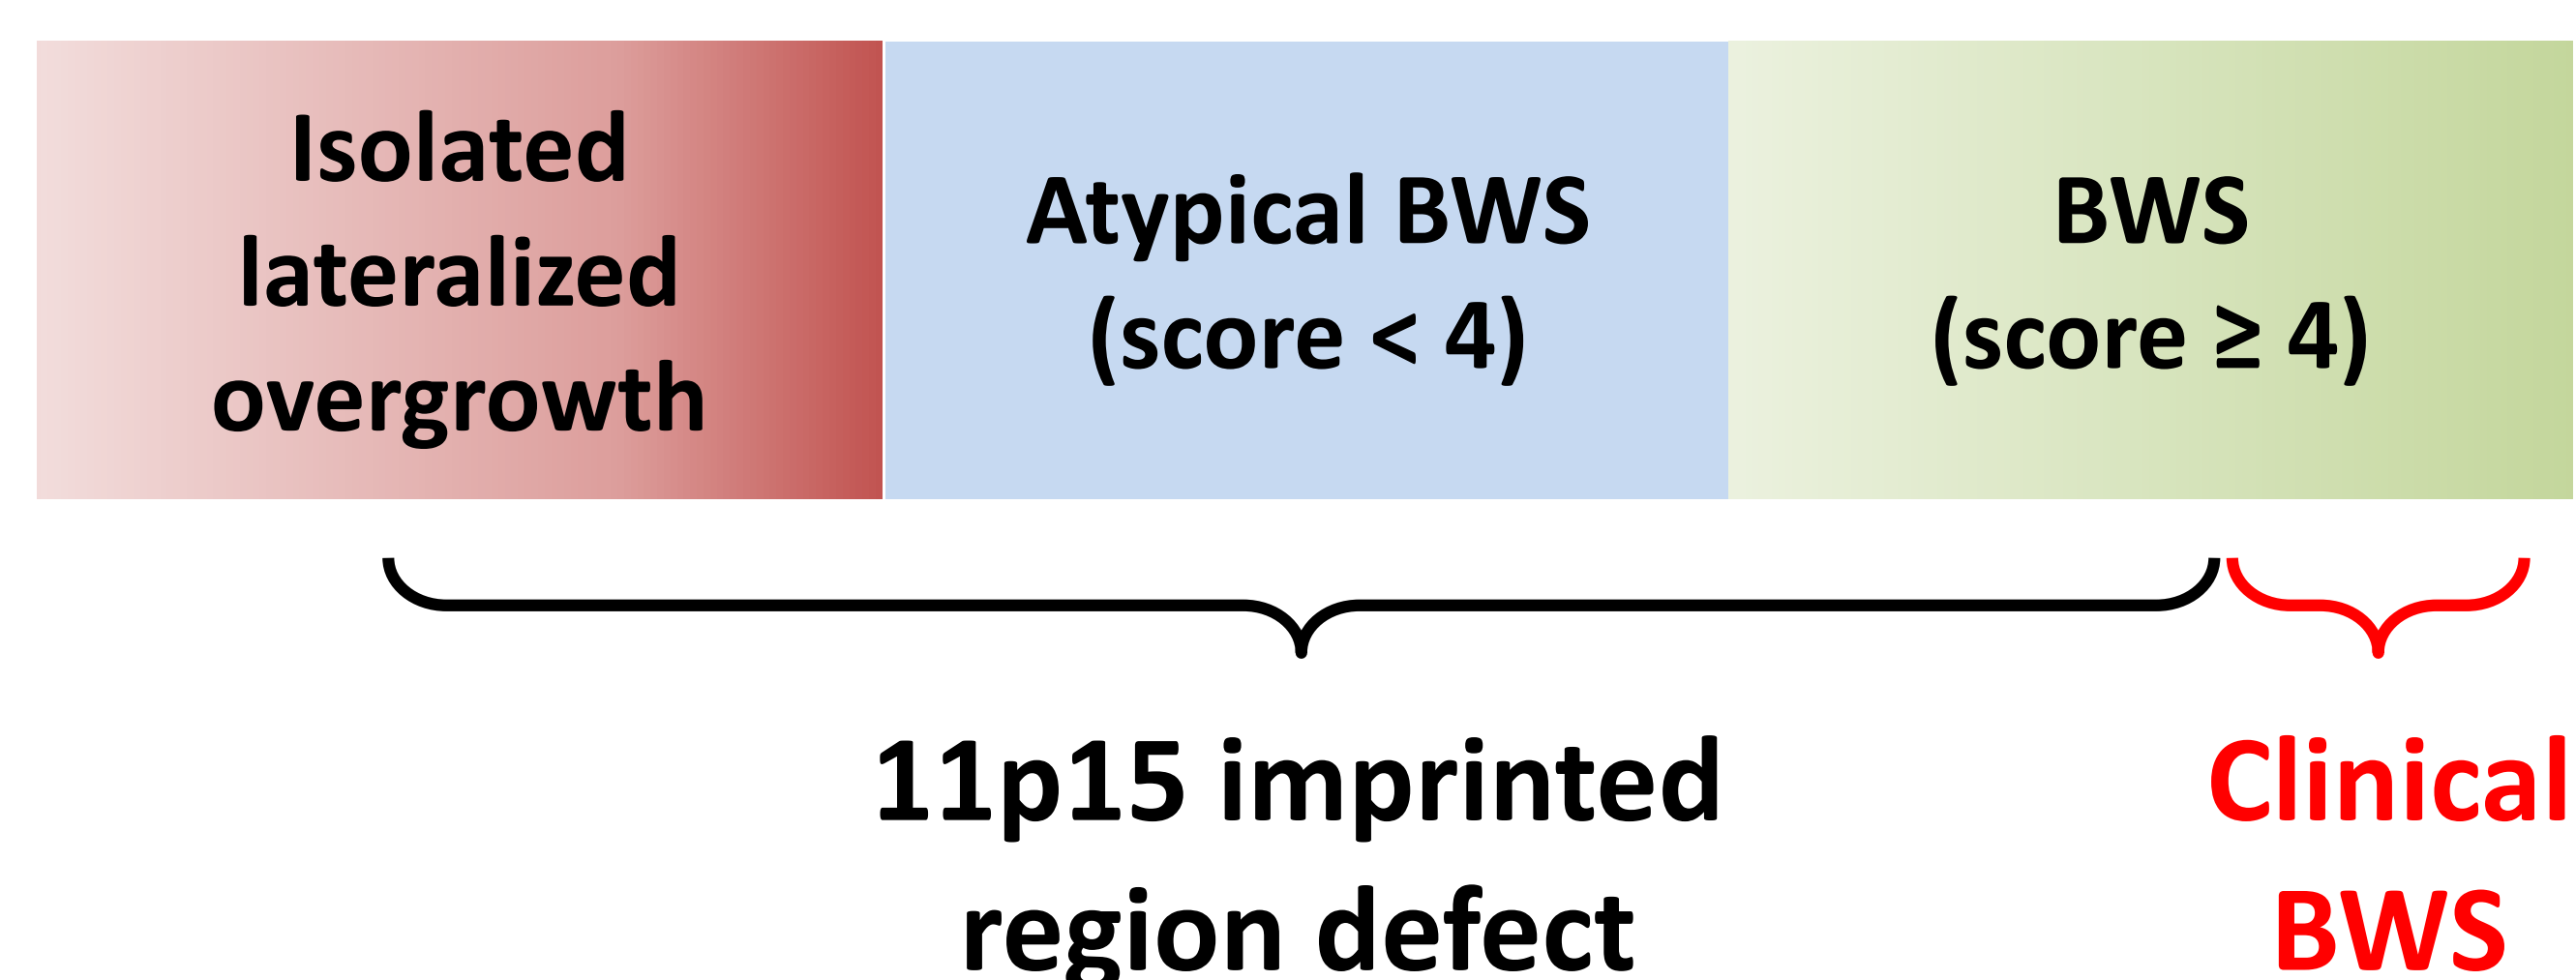 Isolated
lateralized
overgrowth
Atypical BWS
(score < 4)
BWS
(score ≥ 4)
11p15 imprinted
region defect
Clinical
BWS